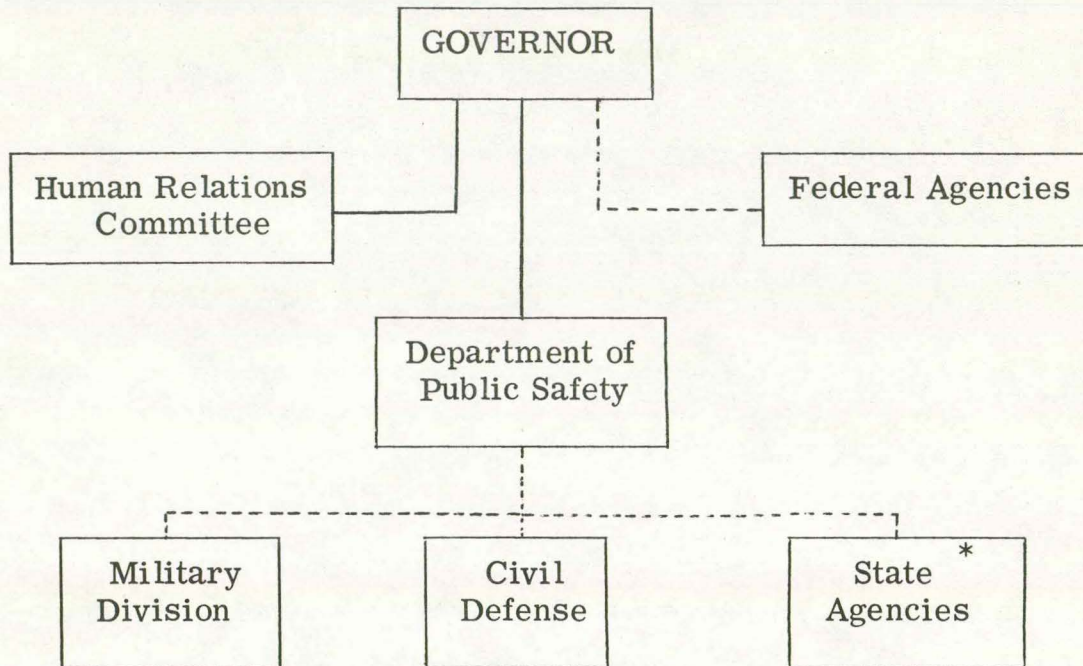 GOVERNOR
Human Relations
Committee
Federal Agencies
Department of
Public Safety
Military
Division
Civil
Defense
State *
Agencies